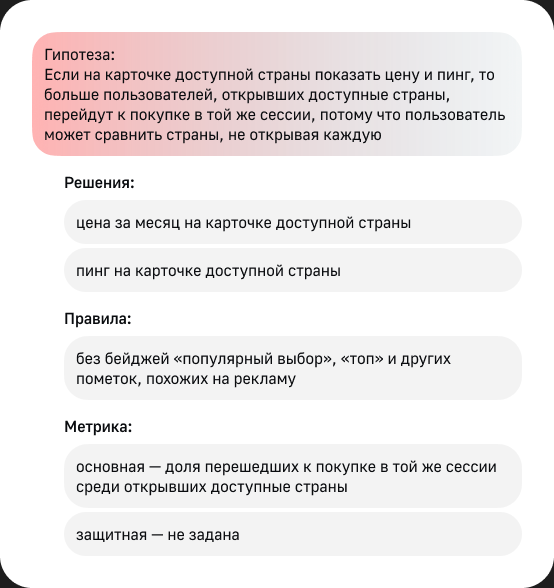 Гипотеза:
Если на карточке доступной страны показать цену и пинг, то
больше пользователей, открывших доступные страны,
перейдут к покупке в той же сессии, потому что пользователь
может сравнить страны, не открывая каждую
Решения:
цена за месяц на карточке доступной страны
пинг на карточке доступной страны
Правила:
без бейджей «популярный выбор», «топ» и других
пометок, похожих на рекламу
Метрика:
основная — доля перешедших к покупке в той же сессии
среди открывших доступные страны
защитная — не задана